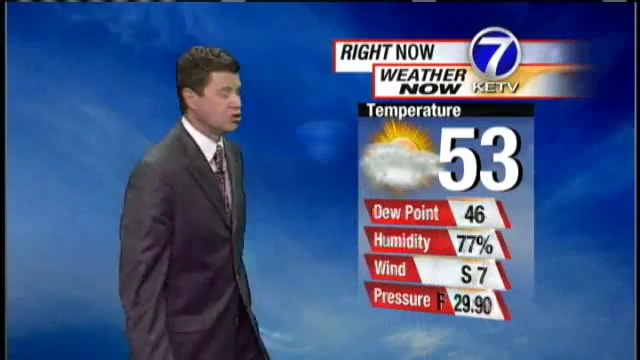 RIGHT NOW
7
WEATHER NOW
KETV
Temperature
53
Dew Point 46
Humidity 77%
Wind S 7
Pressure F 29.90